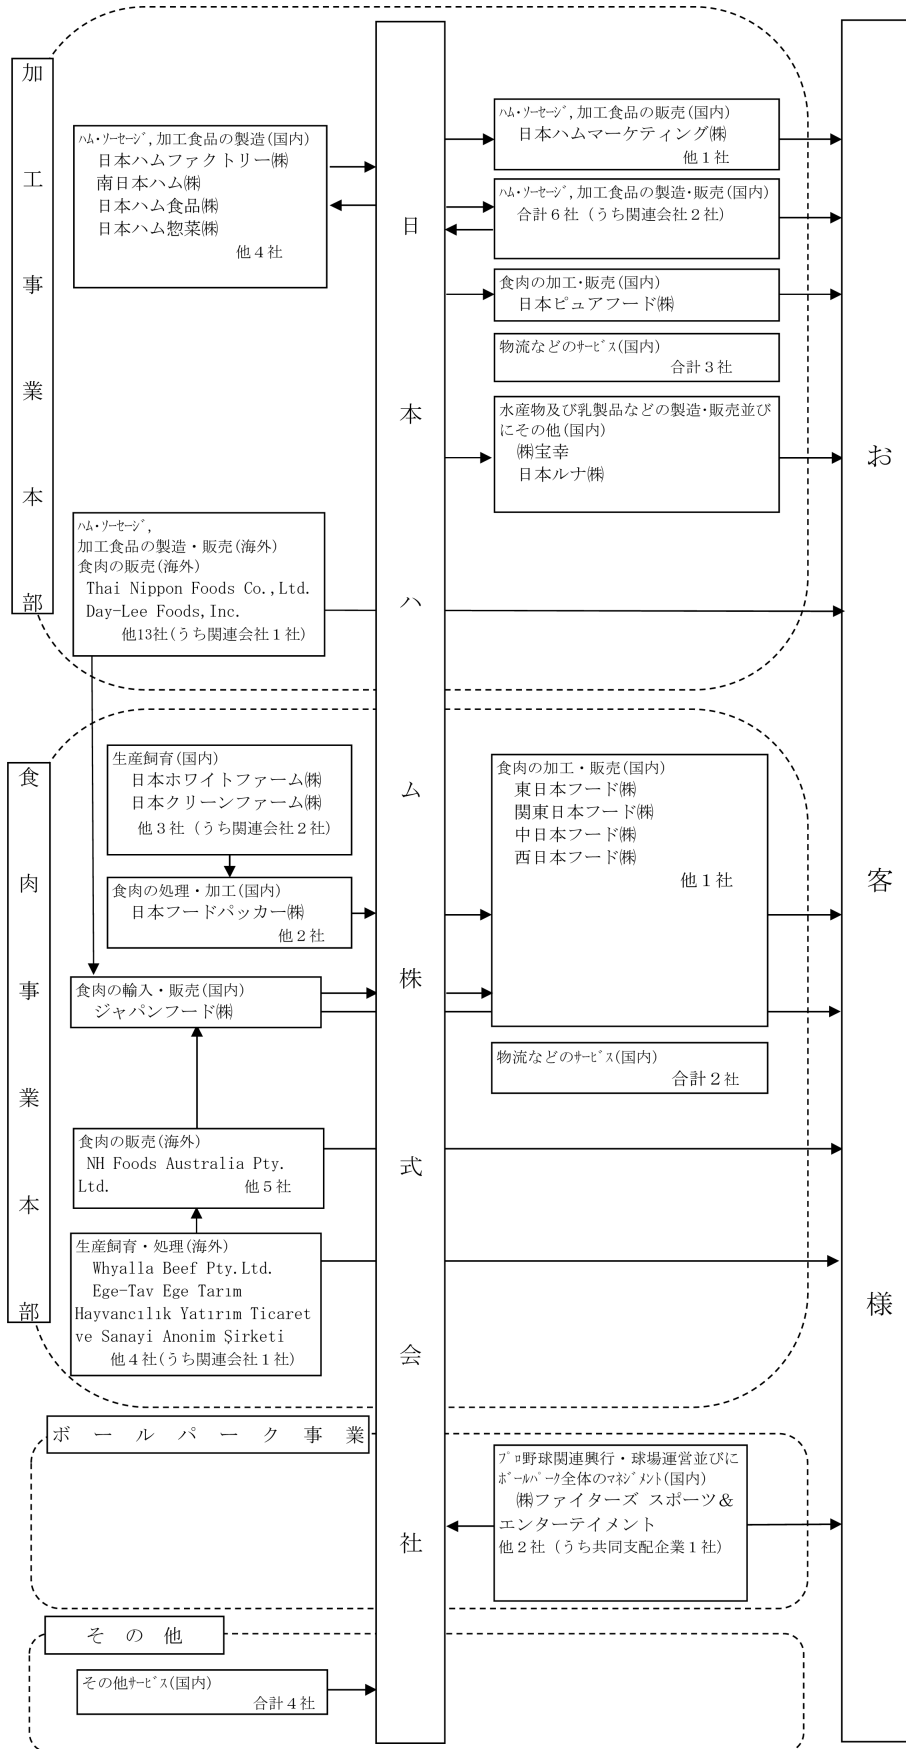 加工事業本部
ﾊﾑ・ｿｰｾｰｼﾞ,加工食品の製造(国内)
日本ハムファクトリー㈱
南日本ハム㈱
日本ハム食品㈱
日本ハム惣菜㈱
他４社
ﾊﾑ・ｿｰｾｰｼﾞ,
加工食品の製造・販売(海外)
食肉の販売(海外)
Thai Nippon Foods Co.,Ltd.
Day-Lee Foods,Inc.
他13社(うち関連会社１社)
日本ハム株式会社
ﾊﾑ・ｿｰｾｰｼﾞ,加工食品の販売(国内)
日本ハムマーケティング㈱
他１社
ﾊﾑ・ｿｰｾｰｼﾞ,加工食品の製造・販売(国内)
合計６社（うち関連会社２社）
食肉の加工・販売(国内)
日本ピュアフード㈱
物流などのｻｰﾋﾞｽ(国内)
合計３社
水産物及び乳製品などの製造・販売並び
にその他(国内)
㈱宝幸
日本ルナ㈱
お客様
食肉事業本部
生産飼育(国内)
日本ホワイトファーム㈱
日本クリーンファーム㈱
他３社（うち関連会社２社）
食肉の処理・加工(国内)
日本フードパッカー㈱
他２社
食肉の輸入・販売(国内)
ジャパンフード㈱
食肉の販売(海外)
NH Foods Australia Pty.
Ltd. 他５社
生産飼育・処理(海外)
Whyalla Beef Pty.Ltd.
Ege-Tav Ege Tarım
Hayvancılık Yatırım Ticaret
ve Sanayi Anonim Şirketi
他４社(うち関連会社１社)
食肉の加工・販売(国内)
東日本フード㈱
関東日本フード㈱
中日本フード㈱
西日本フード㈱
他１社
物流などのｻｰﾋﾞｽ(国内)
合計２社
ボールパーク事業
ﾌﾟﾛ野球関連興行・球場運営並びに
ﾎﾞｰﾙﾊﾟｰｸ全体のﾏﾈｼﾞﾒﾝﾄ(国内)
㈱ファイターズ スポーツ＆
エンターテイメント
他２社（うち共同支配企業１社）
その他
その他ｻｰﾋﾞｽ(国内)
合計４社